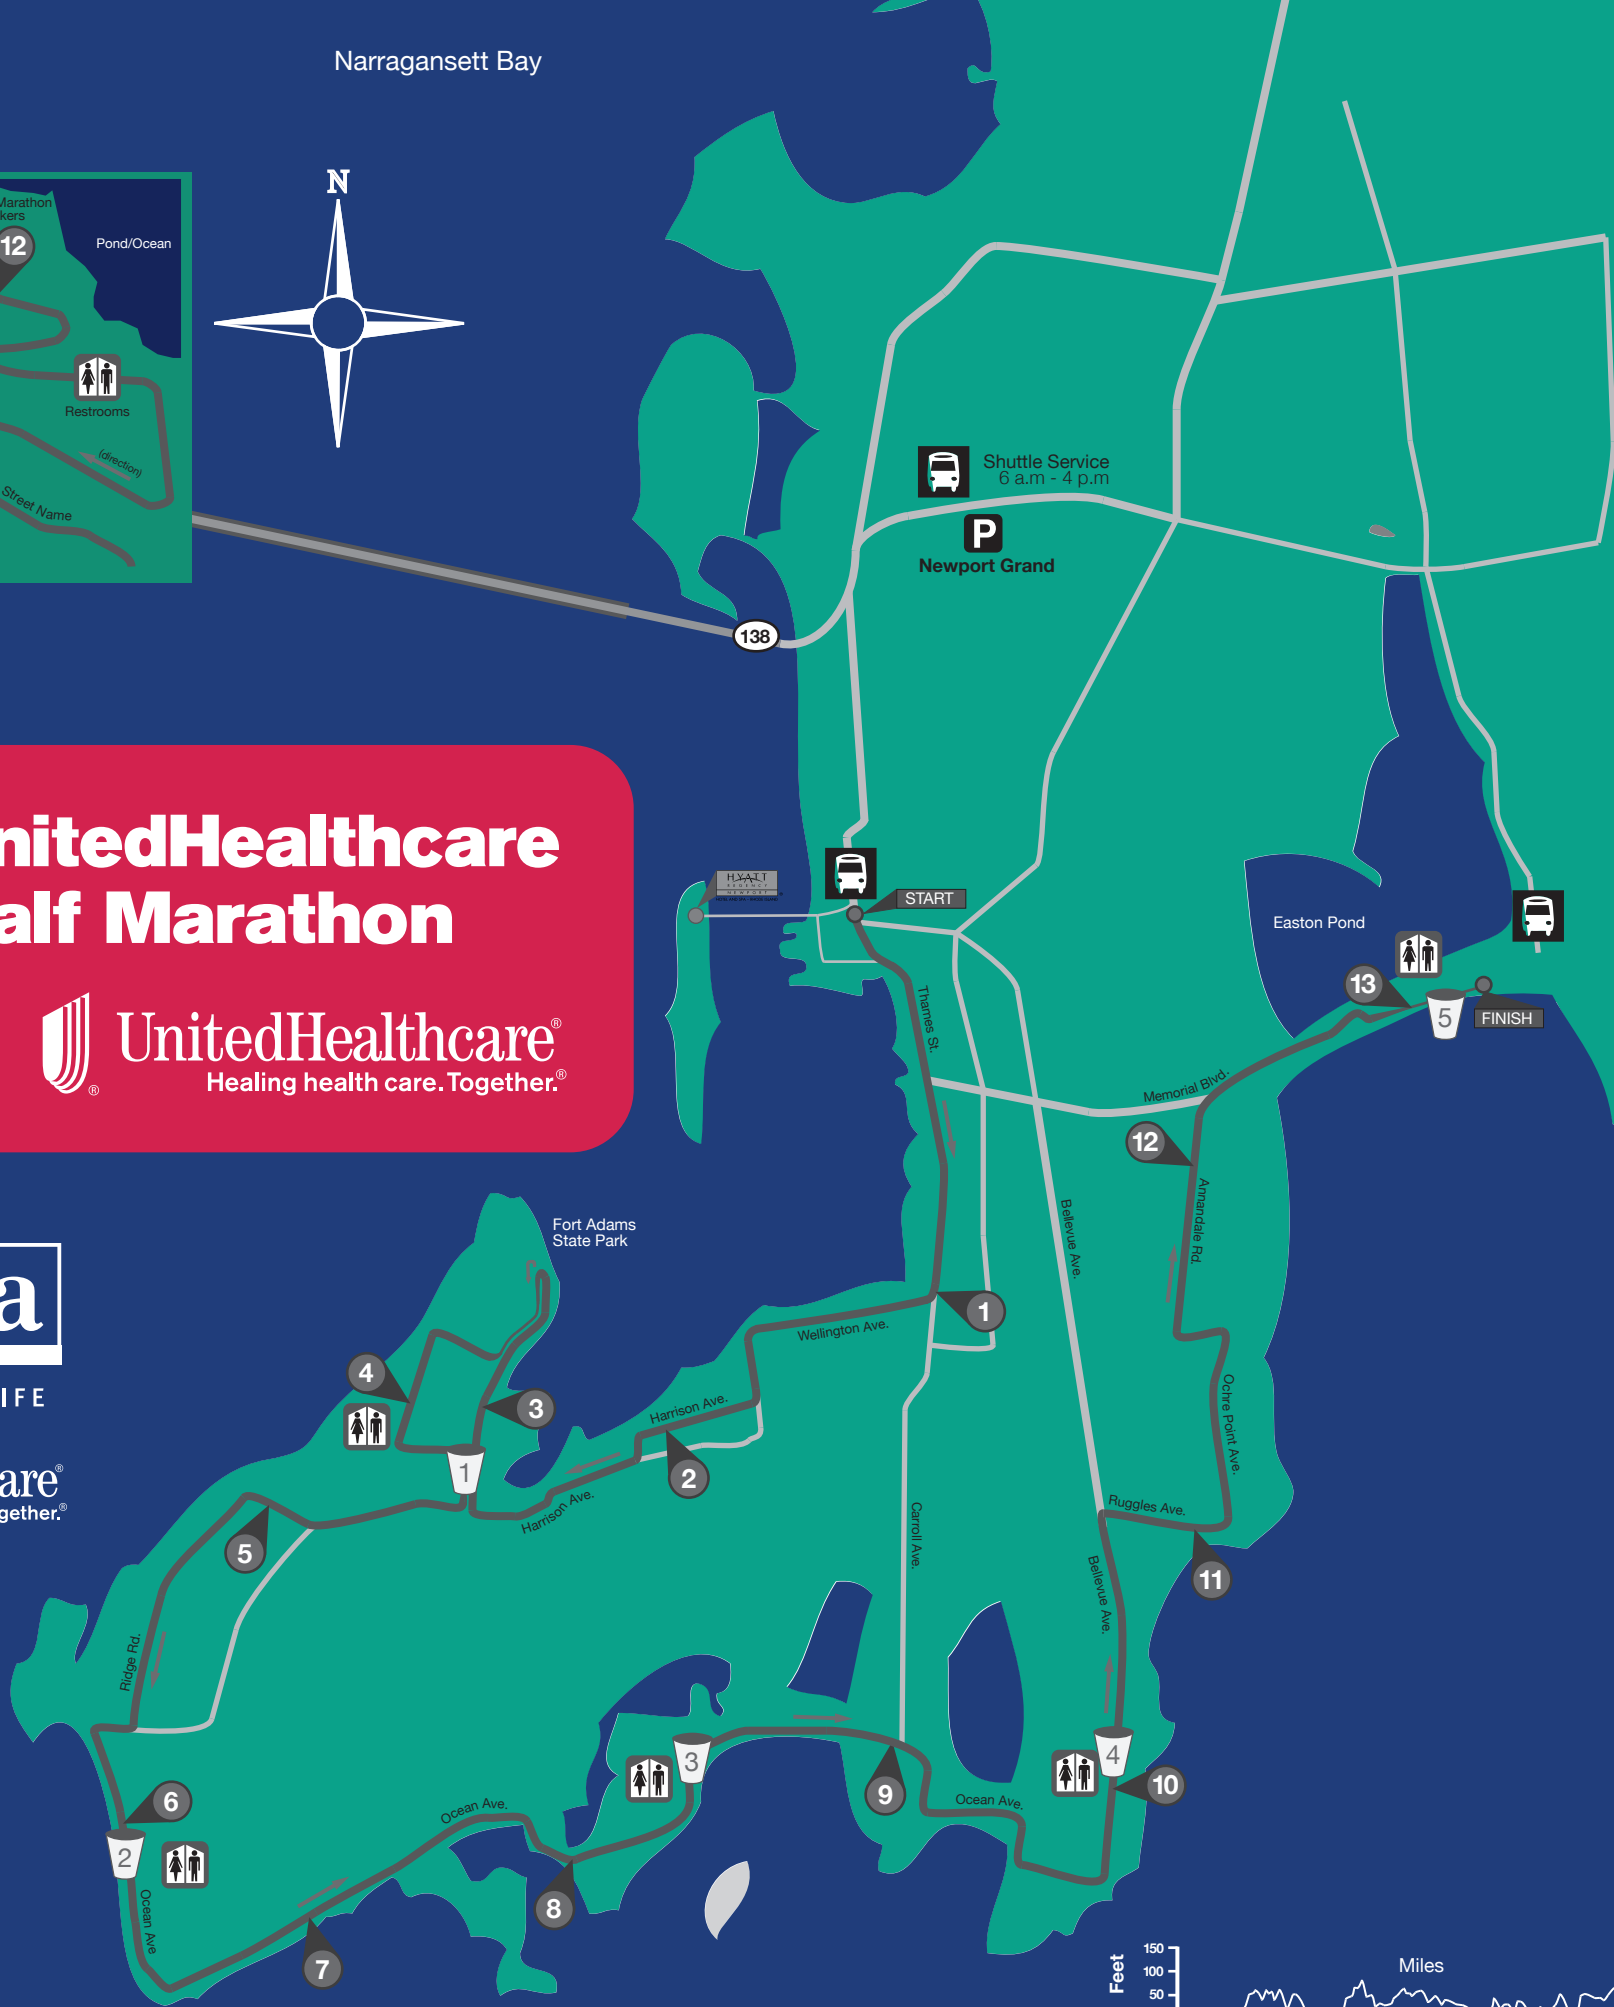 Narragansett Bay
N
Marathon
kers
12
Pond/Ocean
Restrooms
(direction)
Street Name
Shuttle Service
6 a.m - 4 p.m
P
Newport Grand
138
nitedHealthcare
alf Marathon
UnitedHealthcare®
Healing health care. Together.®
®
HYATT
REGENCY
NEWPORT
START
Easton Pond
13
5
FINISH
Thames St.
Memorial Blvd.
12
Annandale Rd.
Bellevue Ave.
Fort Adams
State Park
a
IFE
are®
gether.®
1
Wellington Ave.
4
3
Harrison Ave.
1
2
Harrison Ave.
5
Ochre Point Ave.
Ruggles Ave.
11
Carroll Ave.
Bellevue Ave.
Ridge Rd.
3
4
10
9
Ocean Ave.
6
Ocean Ave.
2
8
Ocean Ave
7
Feet
150
100
50
Miles